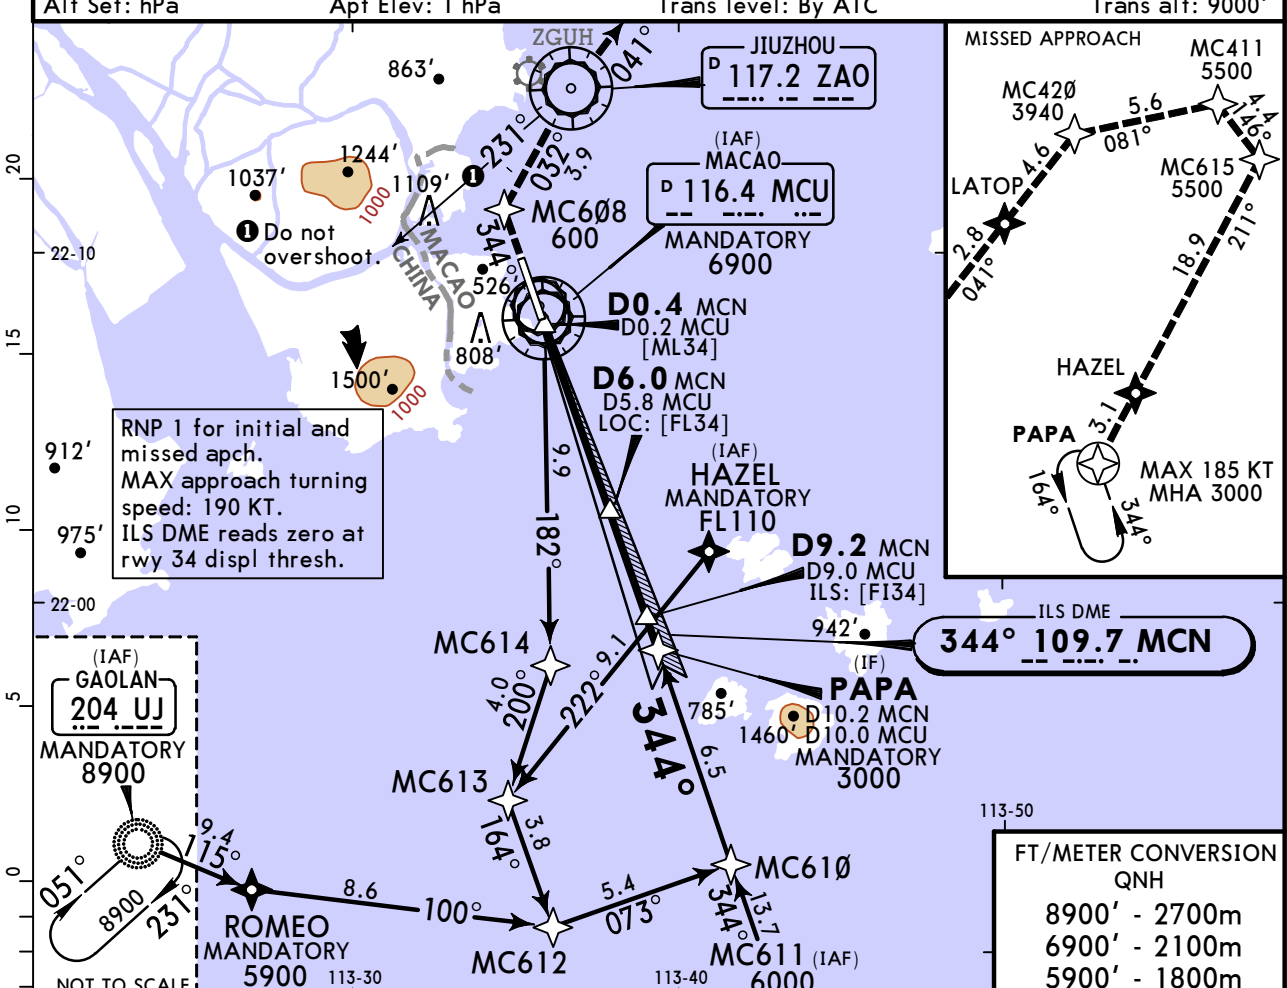 Alt Set: hPa
Apt Elev: 1 hPa
Trans level: By ATC
Trans alt: 9000'
ZGUH
041°
JIUZHOU
D 117.2 ZAO
863'
231°
032°
3.9
(IAF)
MACAO
D 116.4 MCU
MANDATORY
6900
1244'
1037'
1000
1109'
1
1 Do not
overshoot.
MC6Ø8
600
344°
MACAO
CHINA
526'
808'
20
22-10
15
D0.4 MCN
D0.2 MCU
[ML34]
D6.0 MCN
D5.8 MCU
LOC: [FL34]
1500'
1000
RNP 1 for initial and
missed apch.
MAX approach turning
speed: 190 KT.
ILS DME reads zero at
rwy 34 displ thresh.
912'
975'
10
22-00
5
0
9.9
182°
(IAF)
HAZEL
MANDATORY
FL110
D9.2 MCN
D9.0 MCU
ILS: [FI34]
942'
ILS DME
344° 109.7 MCN
(IF)
PAPA
D10.2 MCN
D10.0 MCU
MANDATORY
3000
785'
1460'
MC614
4.0
200°
222°
9.1
344°
6.5
MC613
3.8
164°
MC61Ø
5.4
073°
344°
13.7
MC611 (IAF)
6000
MC612
(IAF)
GAOLAN
204 UJ
MANDATORY
8900
9.4
115°
051°
8900
231°
NOT TO SCALE
8.6
100°
ROMEO
MANDATORY
5900
113-30
113-40
113-50
MISSED APPROACH
MC411
5500
MC42Ø
3940
5.6
081°
4.4
146°
MC615
5500
4.6
LATOP
2.8
041°
18.9
211°
HAZEL
3.1
PAPA
164°
344°
MAX 185 KT
MHA 3000
FT/METER CONVERSION
QNH
8900' - 2700m
6900' - 2100m
5900' - 1800m